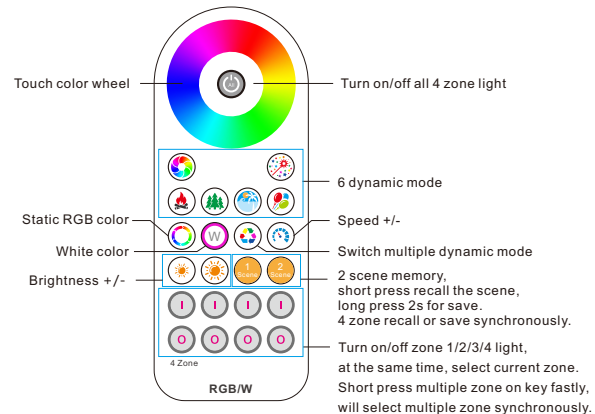 Touch color wheel
All
Turn on/off all 4 zone light
6 dynamic mode
Static RGB color
Speed +/-
W
White color
Switch multiple dynamic mode
Brightness +/-
1
Scene
2
Scene
2 scene memory,
short press recall the scene,
long press 2s for save.
4 zone recall or save synchronously.
I I I I
O O O O
4 Zone
Turn on/off zone 1/2/3/4 light,
at the same time, select current zone.
Short press multiple zone on key fastly,
will select multiple zone synchronously.
RGB/W